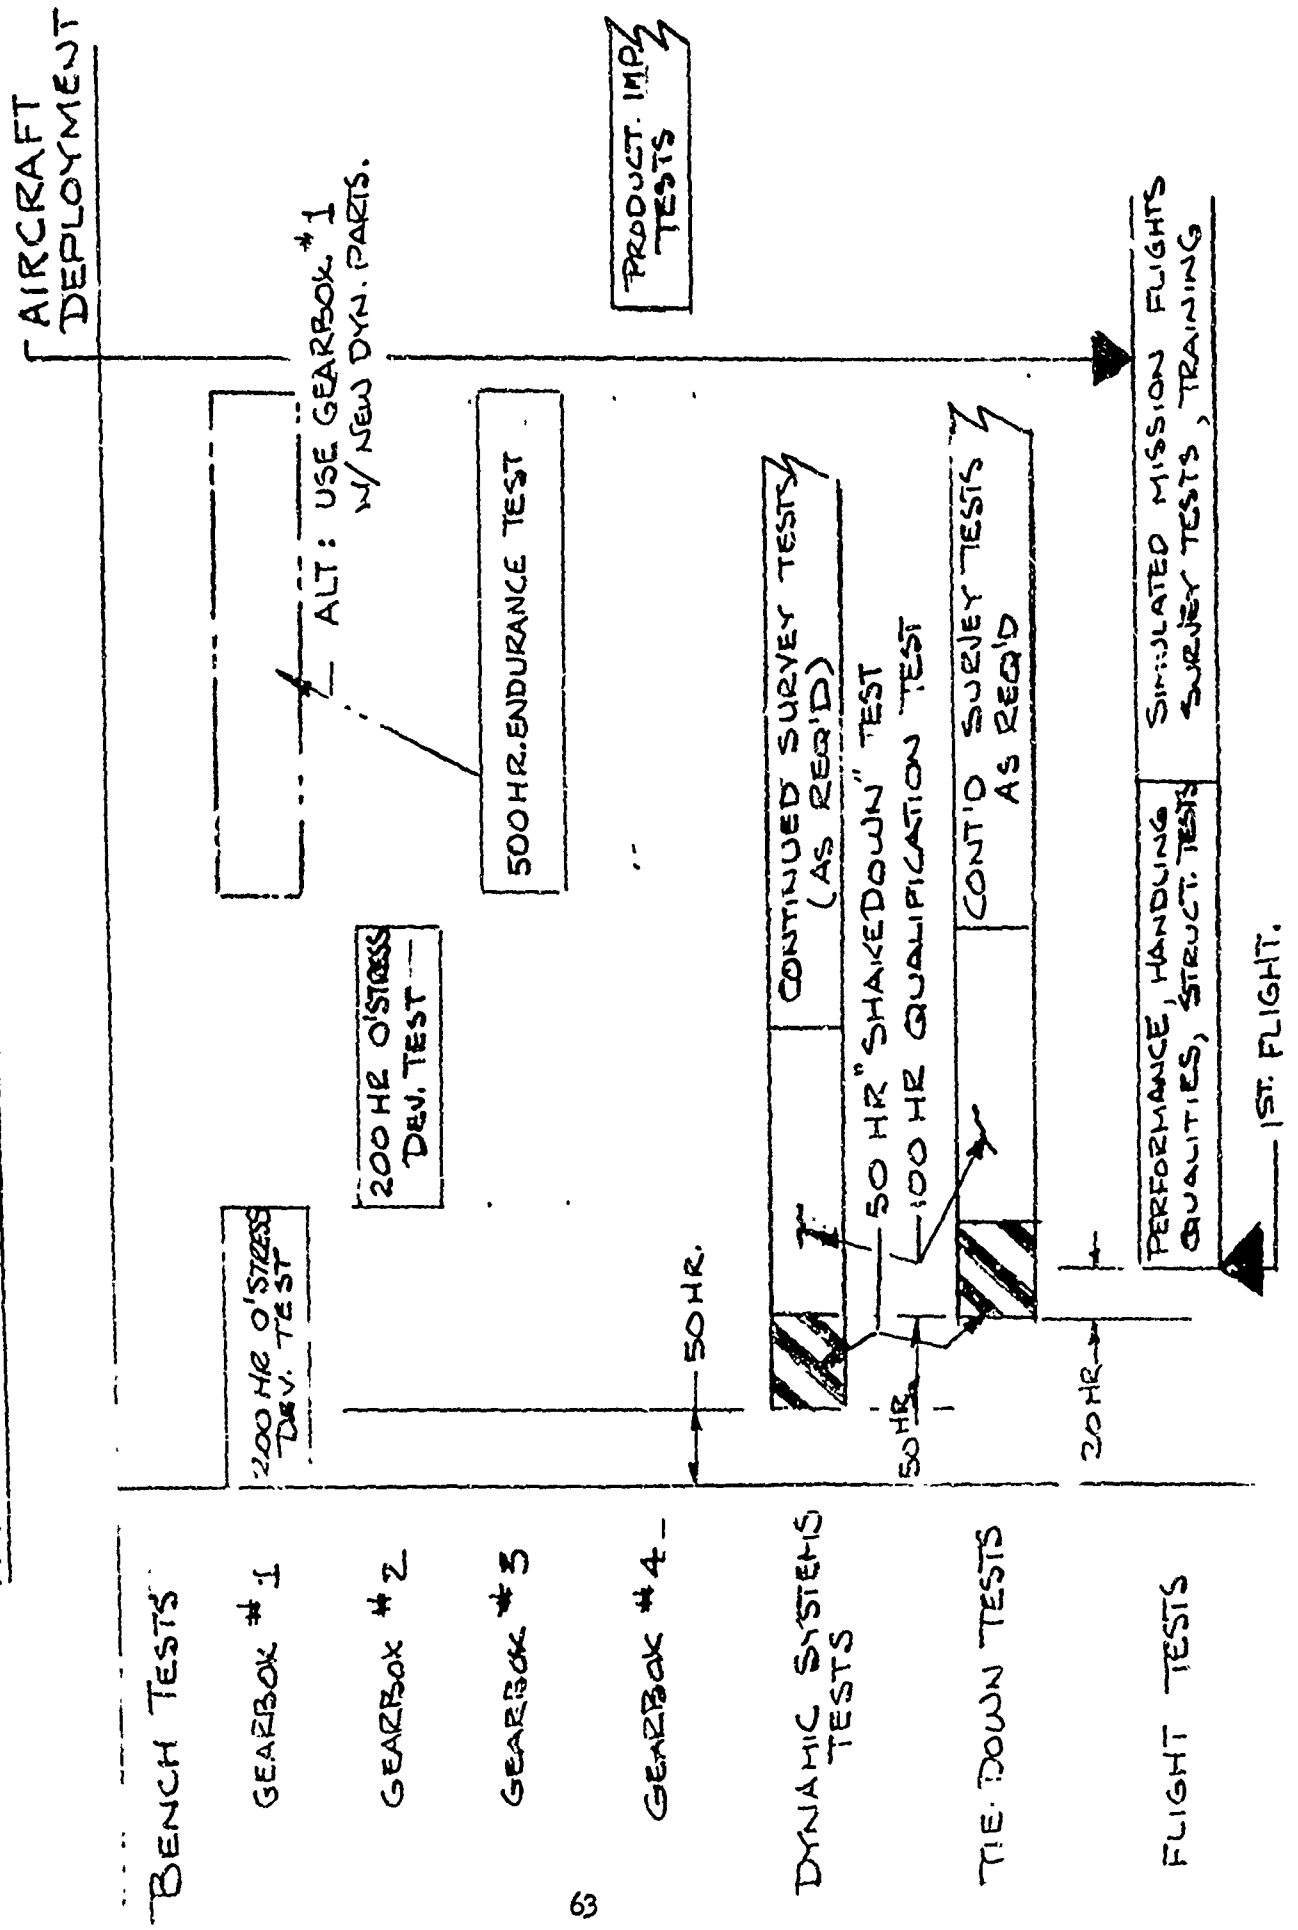 AIRCRAFT
DEPLOYMENT
BENCH TESTS
GEARBOX #1
200 HR O'STRESS
DEV. TEST
ALT: USE GEARBOX #1
W/ NEW DYN. PARTS.
GEARBOX #2
200 HR O'STRESS
DEV. TEST
GEARBOX #3
500 HR. ENDURANCE TEST
GEARBOX #4
PRODUCT. IMP.
TESTS
50 HR.
DYNAMIC SYSTEMS
TESTS
CONTINUED SURVEY TESTS
(AS REQ'D)
50 HR "SHAKEDOWN" TEST
100 HR QUALIFICATION TEST
50 HR
TIE-DOWN TESTS
CONT'D SURVEY TESTS
AS REQ'D
20 HR
FLIGHT TESTS
PERFORMANCE, HANDLING
QUALITIES, STRUCT. TESTS
SIMULATED MISSION FLIGHTS
SURVEY TESTS, TRAINING
1ST. FLIGHT.
63